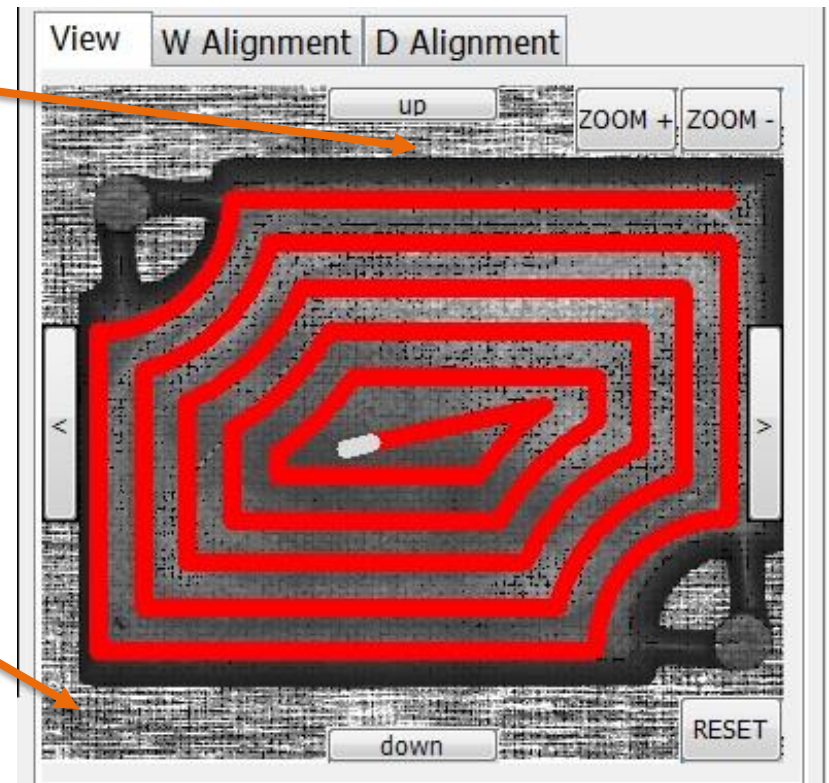 View W Alignment D Alignment
up
ZOOM + ZOOM -
< >
RESET
down